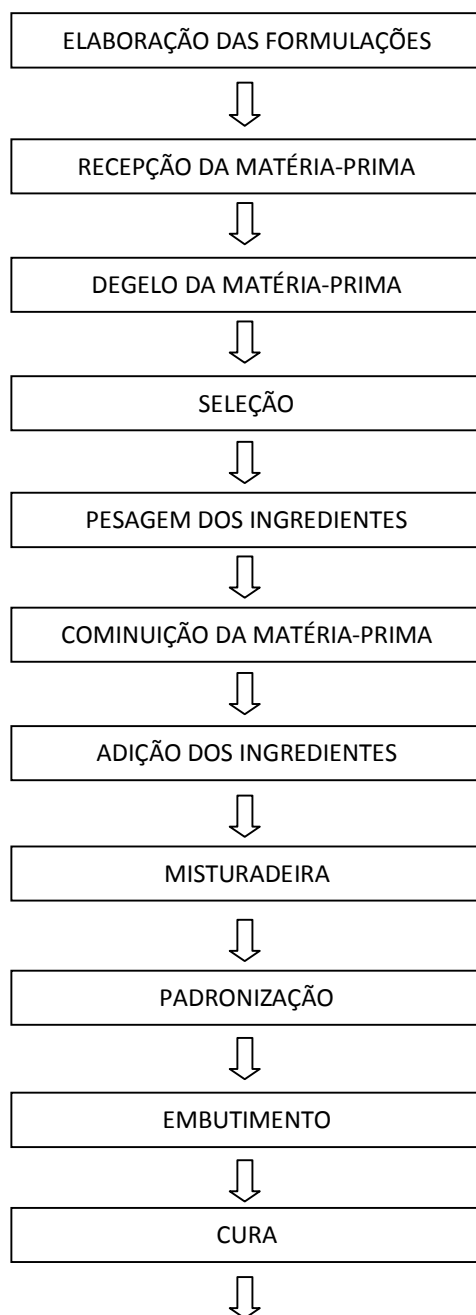 ELABORAÇÃO DAS FORMULAÇÕES
RECEPÇÃO DA MATÉRIA-PRIMA
DEGELO DA MATÉRIA-PRIMA
SELEÇÃO
PESAGEM DOS INGREDIENTES
COMINUIÇÃO DA MATÉRIA-PRIMA
ADIÇÃO DOS INGREDIENTES
MISTURADEIRA
PADRONIZAÇÃO
EMBUTIMENTO
CURA